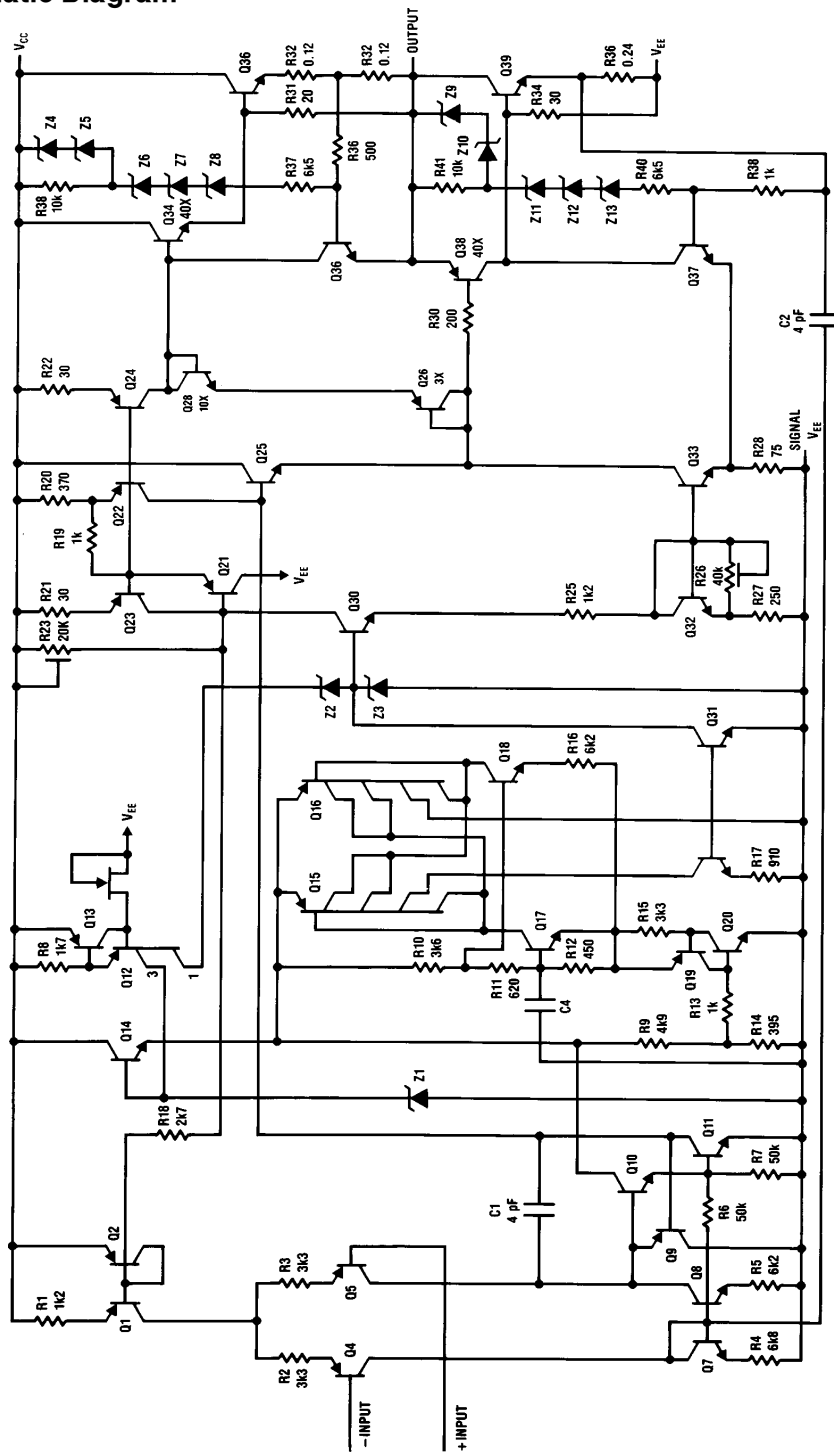 matic Diagram
VCC
R1
1k2
Q1
Q2
R18
2k7
Q14
R8
1k7
Q12
3
1
Q13
VEE
R23
20K
R21
30
Q23
R19
1k
R20
370
Q22
Q21
VEE
R22
30
Q24
Q28
10X
Q25
Q26
3X
R30
200
R38
10k
Q34
40X
Z4
Z5
Z6
Z7
Z8
R37
6k5
Q36
R31
20
R32
0.12
R36
500
R32
0.12
Q36
Q38
40X
OUTPUT
R41
10k
Z9
Z10
Z11
Z12
Z13
R40
6k5
Q39
R34
30
R36
0.24
VEE
R38
1k
Q37
C2
4 pF
R2
3k3
R3
3k3
Q4
Q5
– INPUT
+ INPUT
C1
4 pF
Z1
Q7
Q8
Q9
Q10
Q11
R4
6k8
R5
6k2
R6
50k
R7
50k
R10
3k6
R11
620
R12
450
C4
R9
4k9
R13
1k
R14
395
Q15
Q16
Q17
Q18
R16
6k2
R15
3k3
Q19
Q20
R17
910
Z2
Z3
Q31
Q30
R25
1k2
R26
40k
Q32
R27
250
Q33
R28
75
SIGNAL
VEE